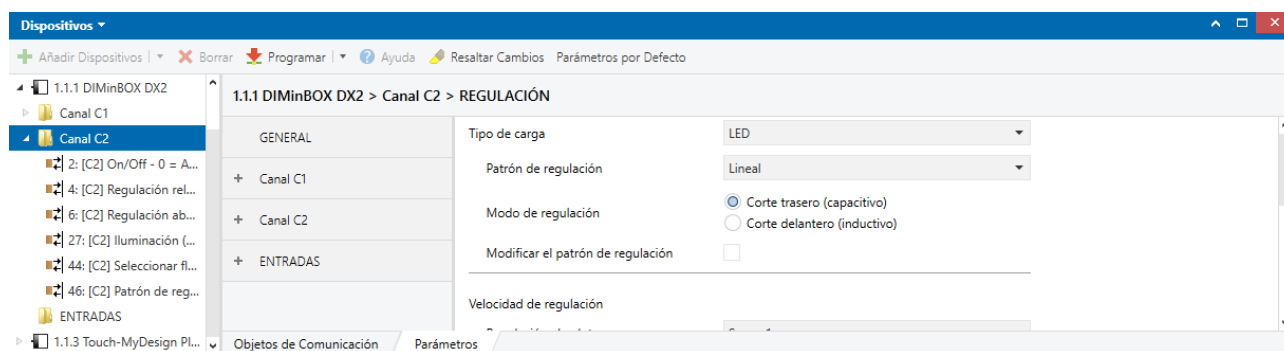 Dispositivos
Añadir Dispositivos Borrar Programar Ayuda Resaltar Cambios Parámetros por Defecto
1.1.1 DIMinBOX DX2
Canal C1
Canal C2
2: [C2] On/Off - 0 = A...
4: [C2] Regulación rel...
6: [C2] Regulación ab...
27: [C2] Iluminación (...
44: [C2] Seleccionar fl...
46: [C2] Patrón de reg...
ENTRADAS
1.1.3 Touch-MyDesign Pl...
1.1.1 DIMinBOX DX2 > Canal C2 > REGULACIÓN
GENERAL
+ Canal C1
+ Canal C2
+ ENTRADAS
Tipo de carga LED
Patrón de regulación Lineal
Modo de regulación Corte trasero (capacitivo)
Corte delantero (inductivo)
Modificar el patrón de regulación
Velocidad de regulación
Objetos de Comunicación Parámetros